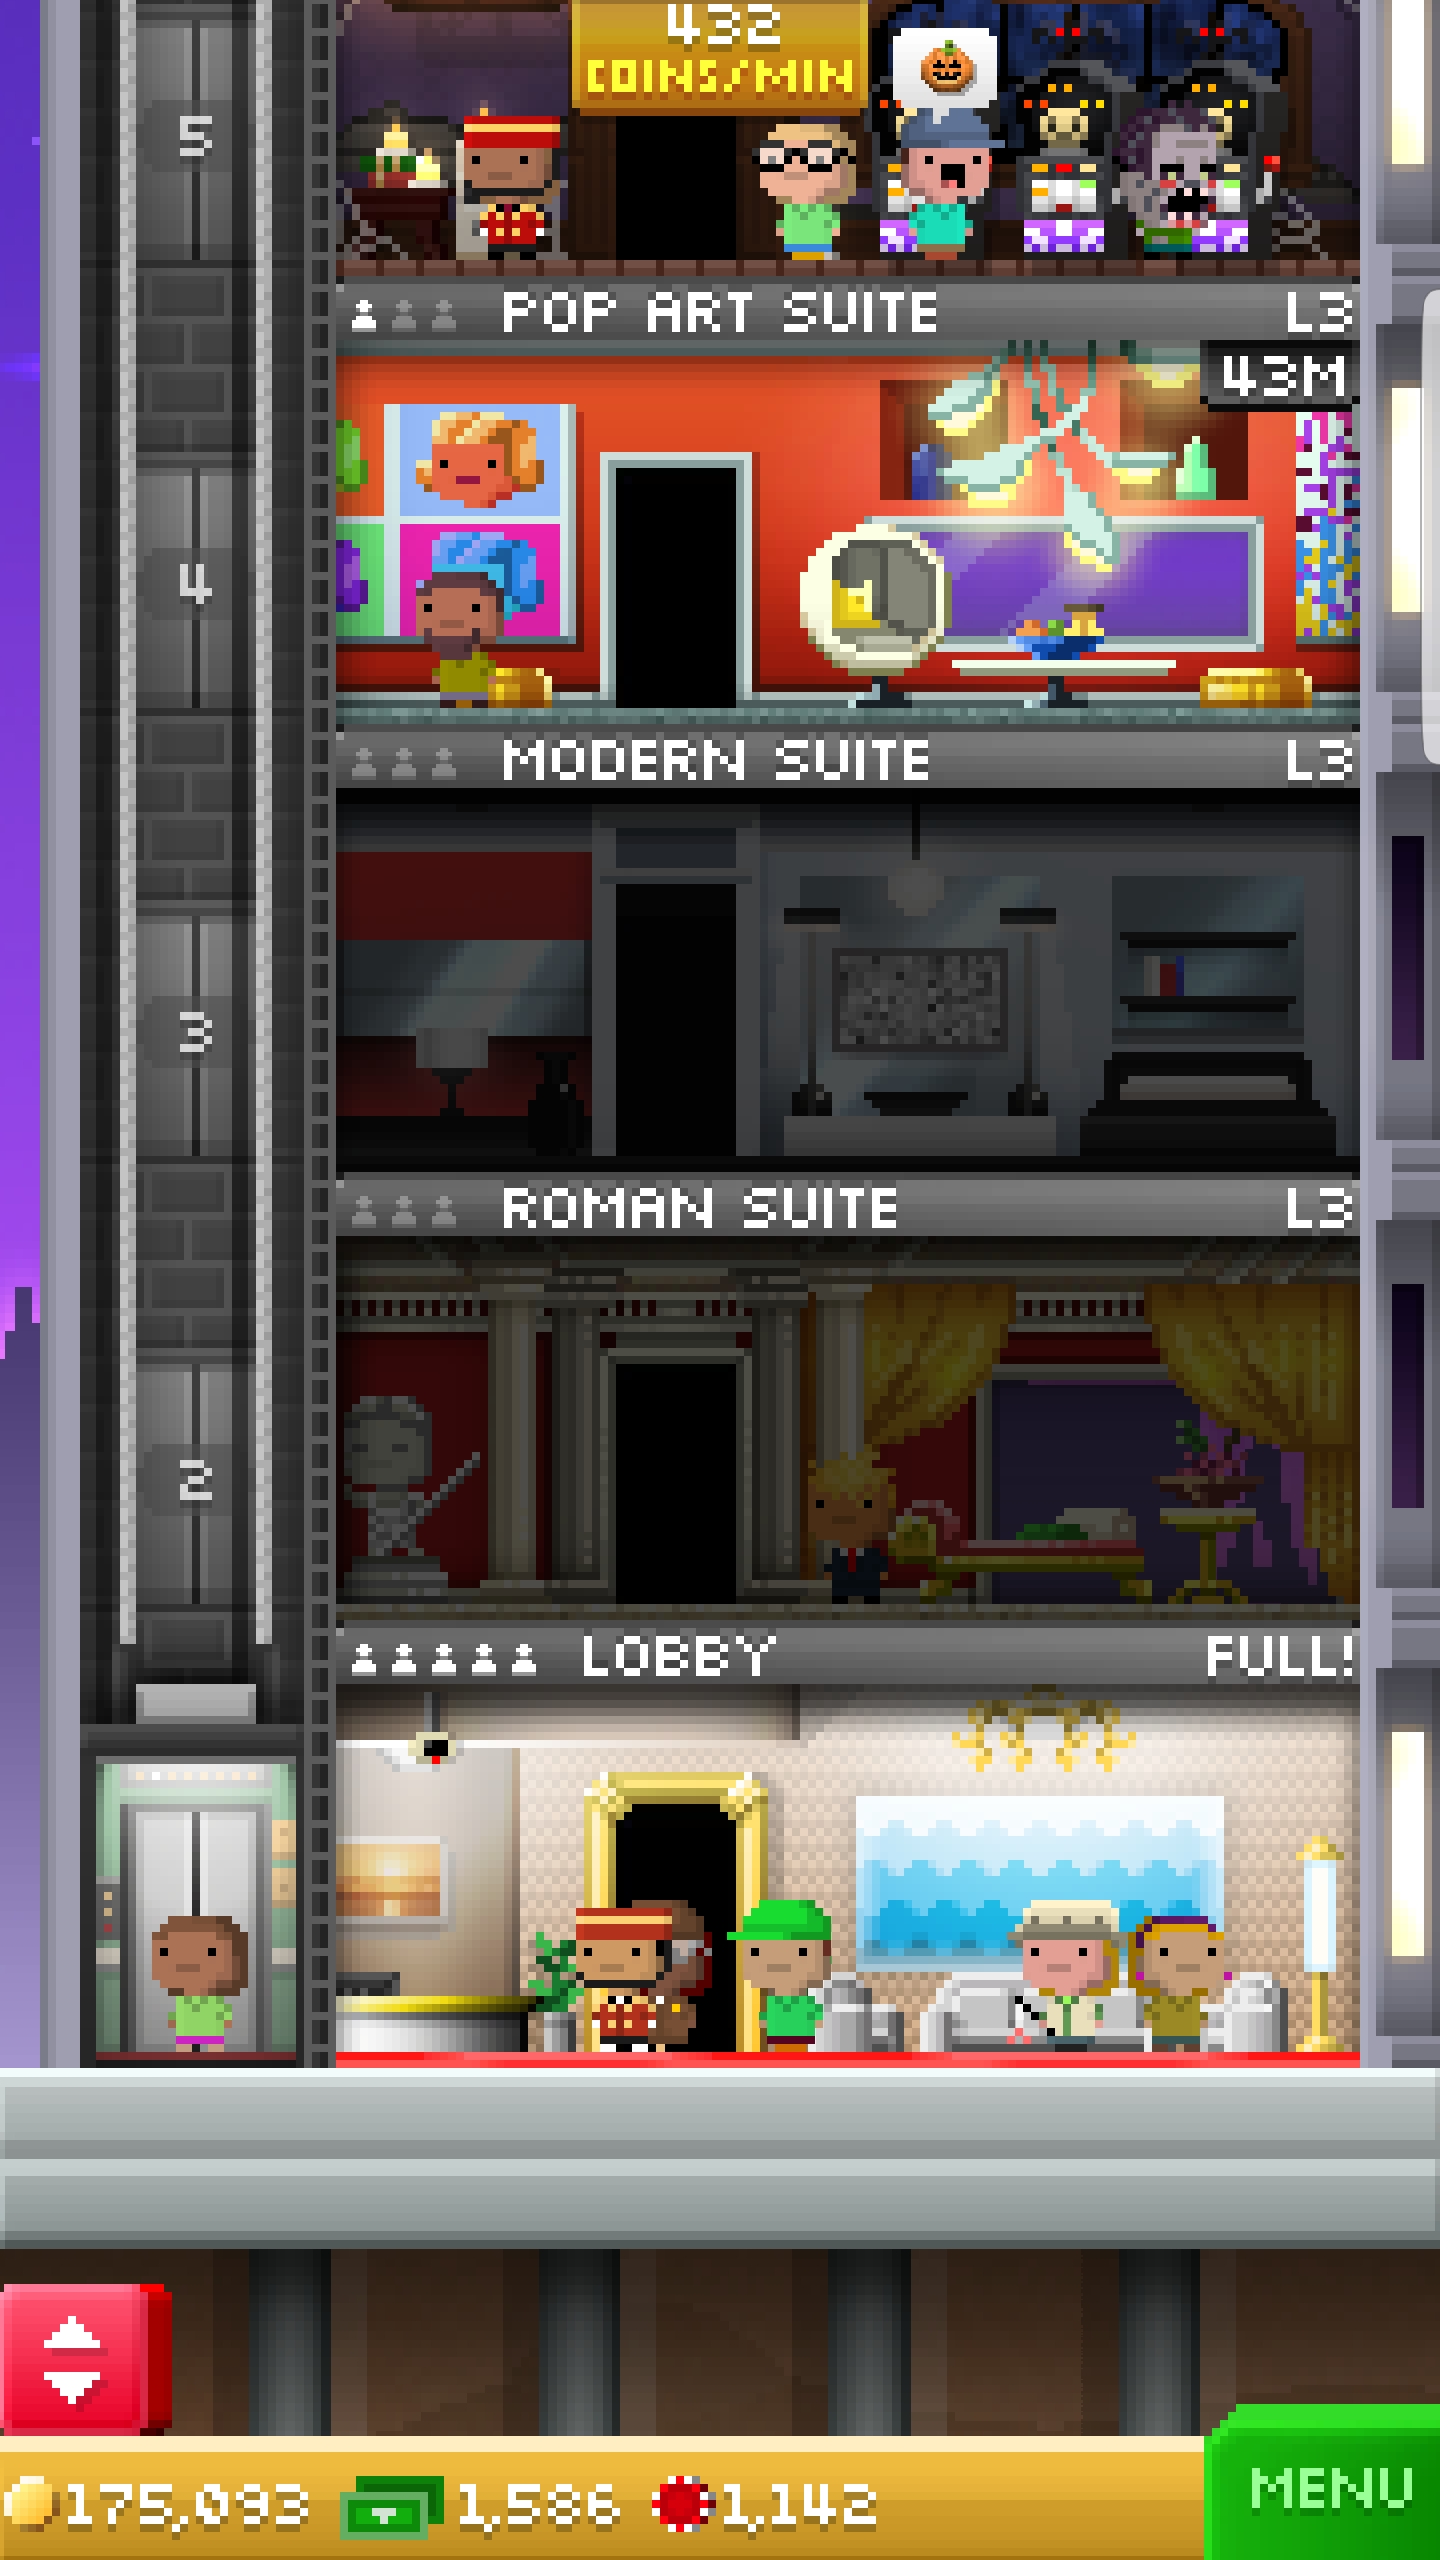 432
COINS/MIN
5
POP ART SUITE L3
43M
4
MODERN SUITE L3
3
ROMAN SUITE L3
2
LOBBY FULL!
175,093 1,586 1,142
MENU